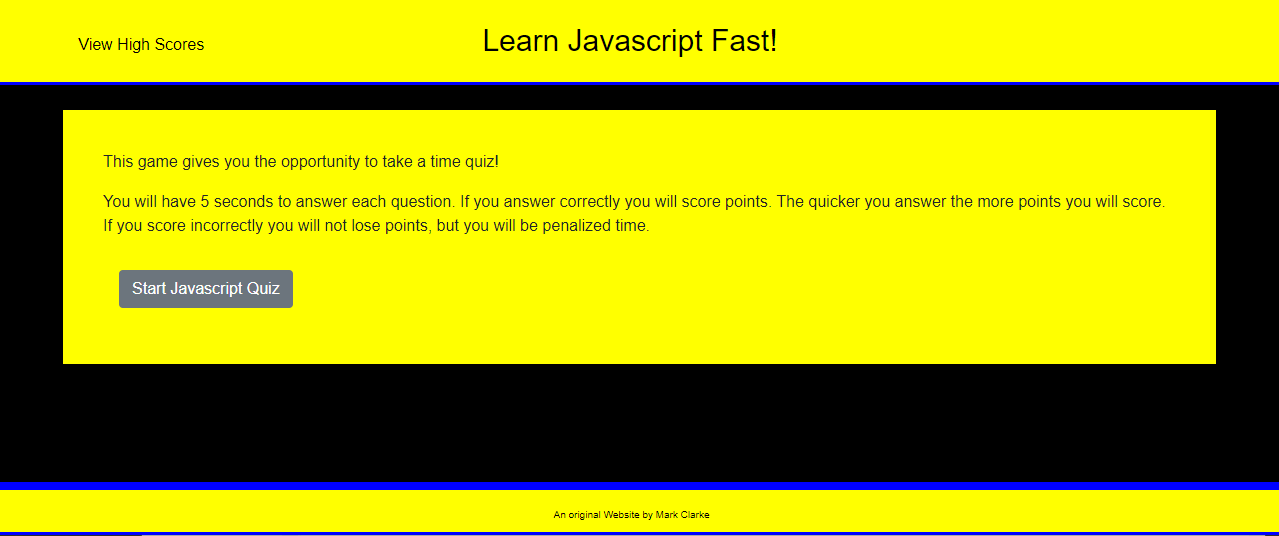 View High Scores
Learn Javascript Fast!
This game gives you the opportunity to take a time quiz!
You will have 5 seconds to answer each question. If you answer correctly you will score points. The quicker you answer the more points you will score.
If you score incorrectly you will not lose points, but you will be penalized time.
Start Javascript Quiz
An original Website by Mark Clarke